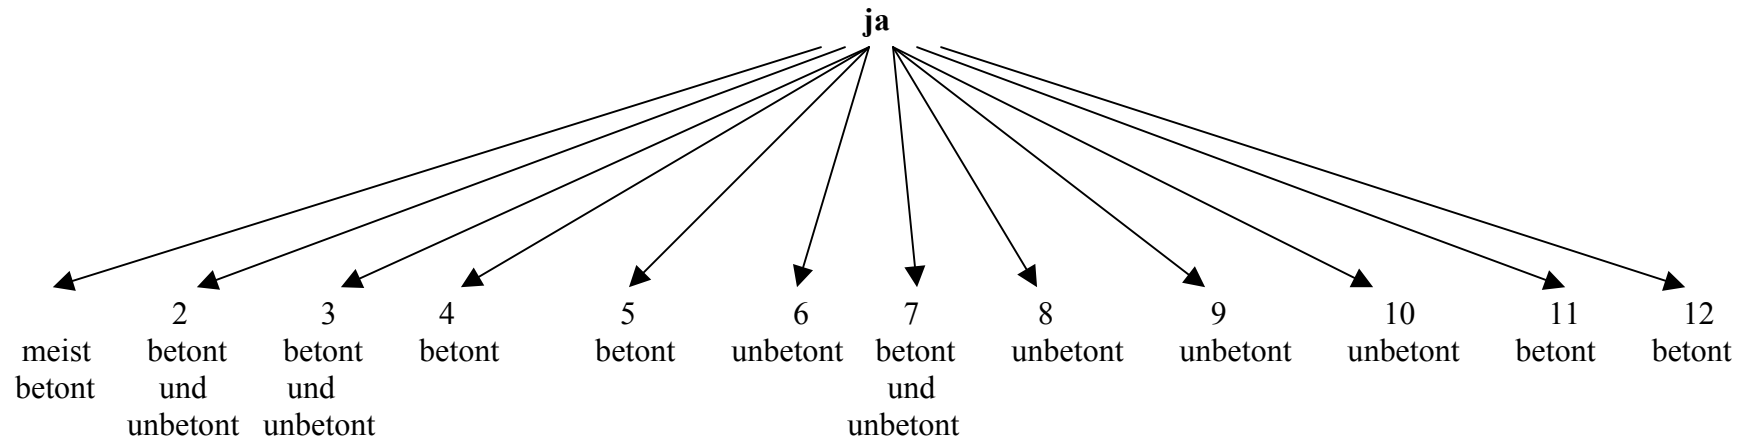 ja
2 3 4 5 6 7 8 9 10 11 12
meist betont betont betont betont unbetont betont unbetont unbetont unbetont betont betont
betont und und und
unbetont unbetont unbetont